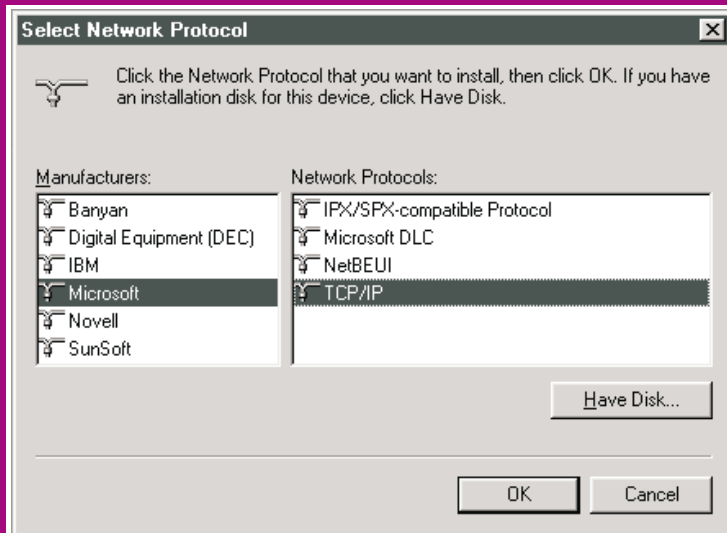 Select Network Protocol
Click the Network Protocol that you want to install, then click OK. If you have
an installation disk for this device, click Have Disk.
Manufacturers:
Banyan
Digital Equipment (DEC)
IBM
Microsoft
Novell
SunSoft
Network Protocols:
IPX/SPX-compatible Protocol
Microsoft DLC
NetBEUI
TCP/IP
Have Disk...
OK
Cancel